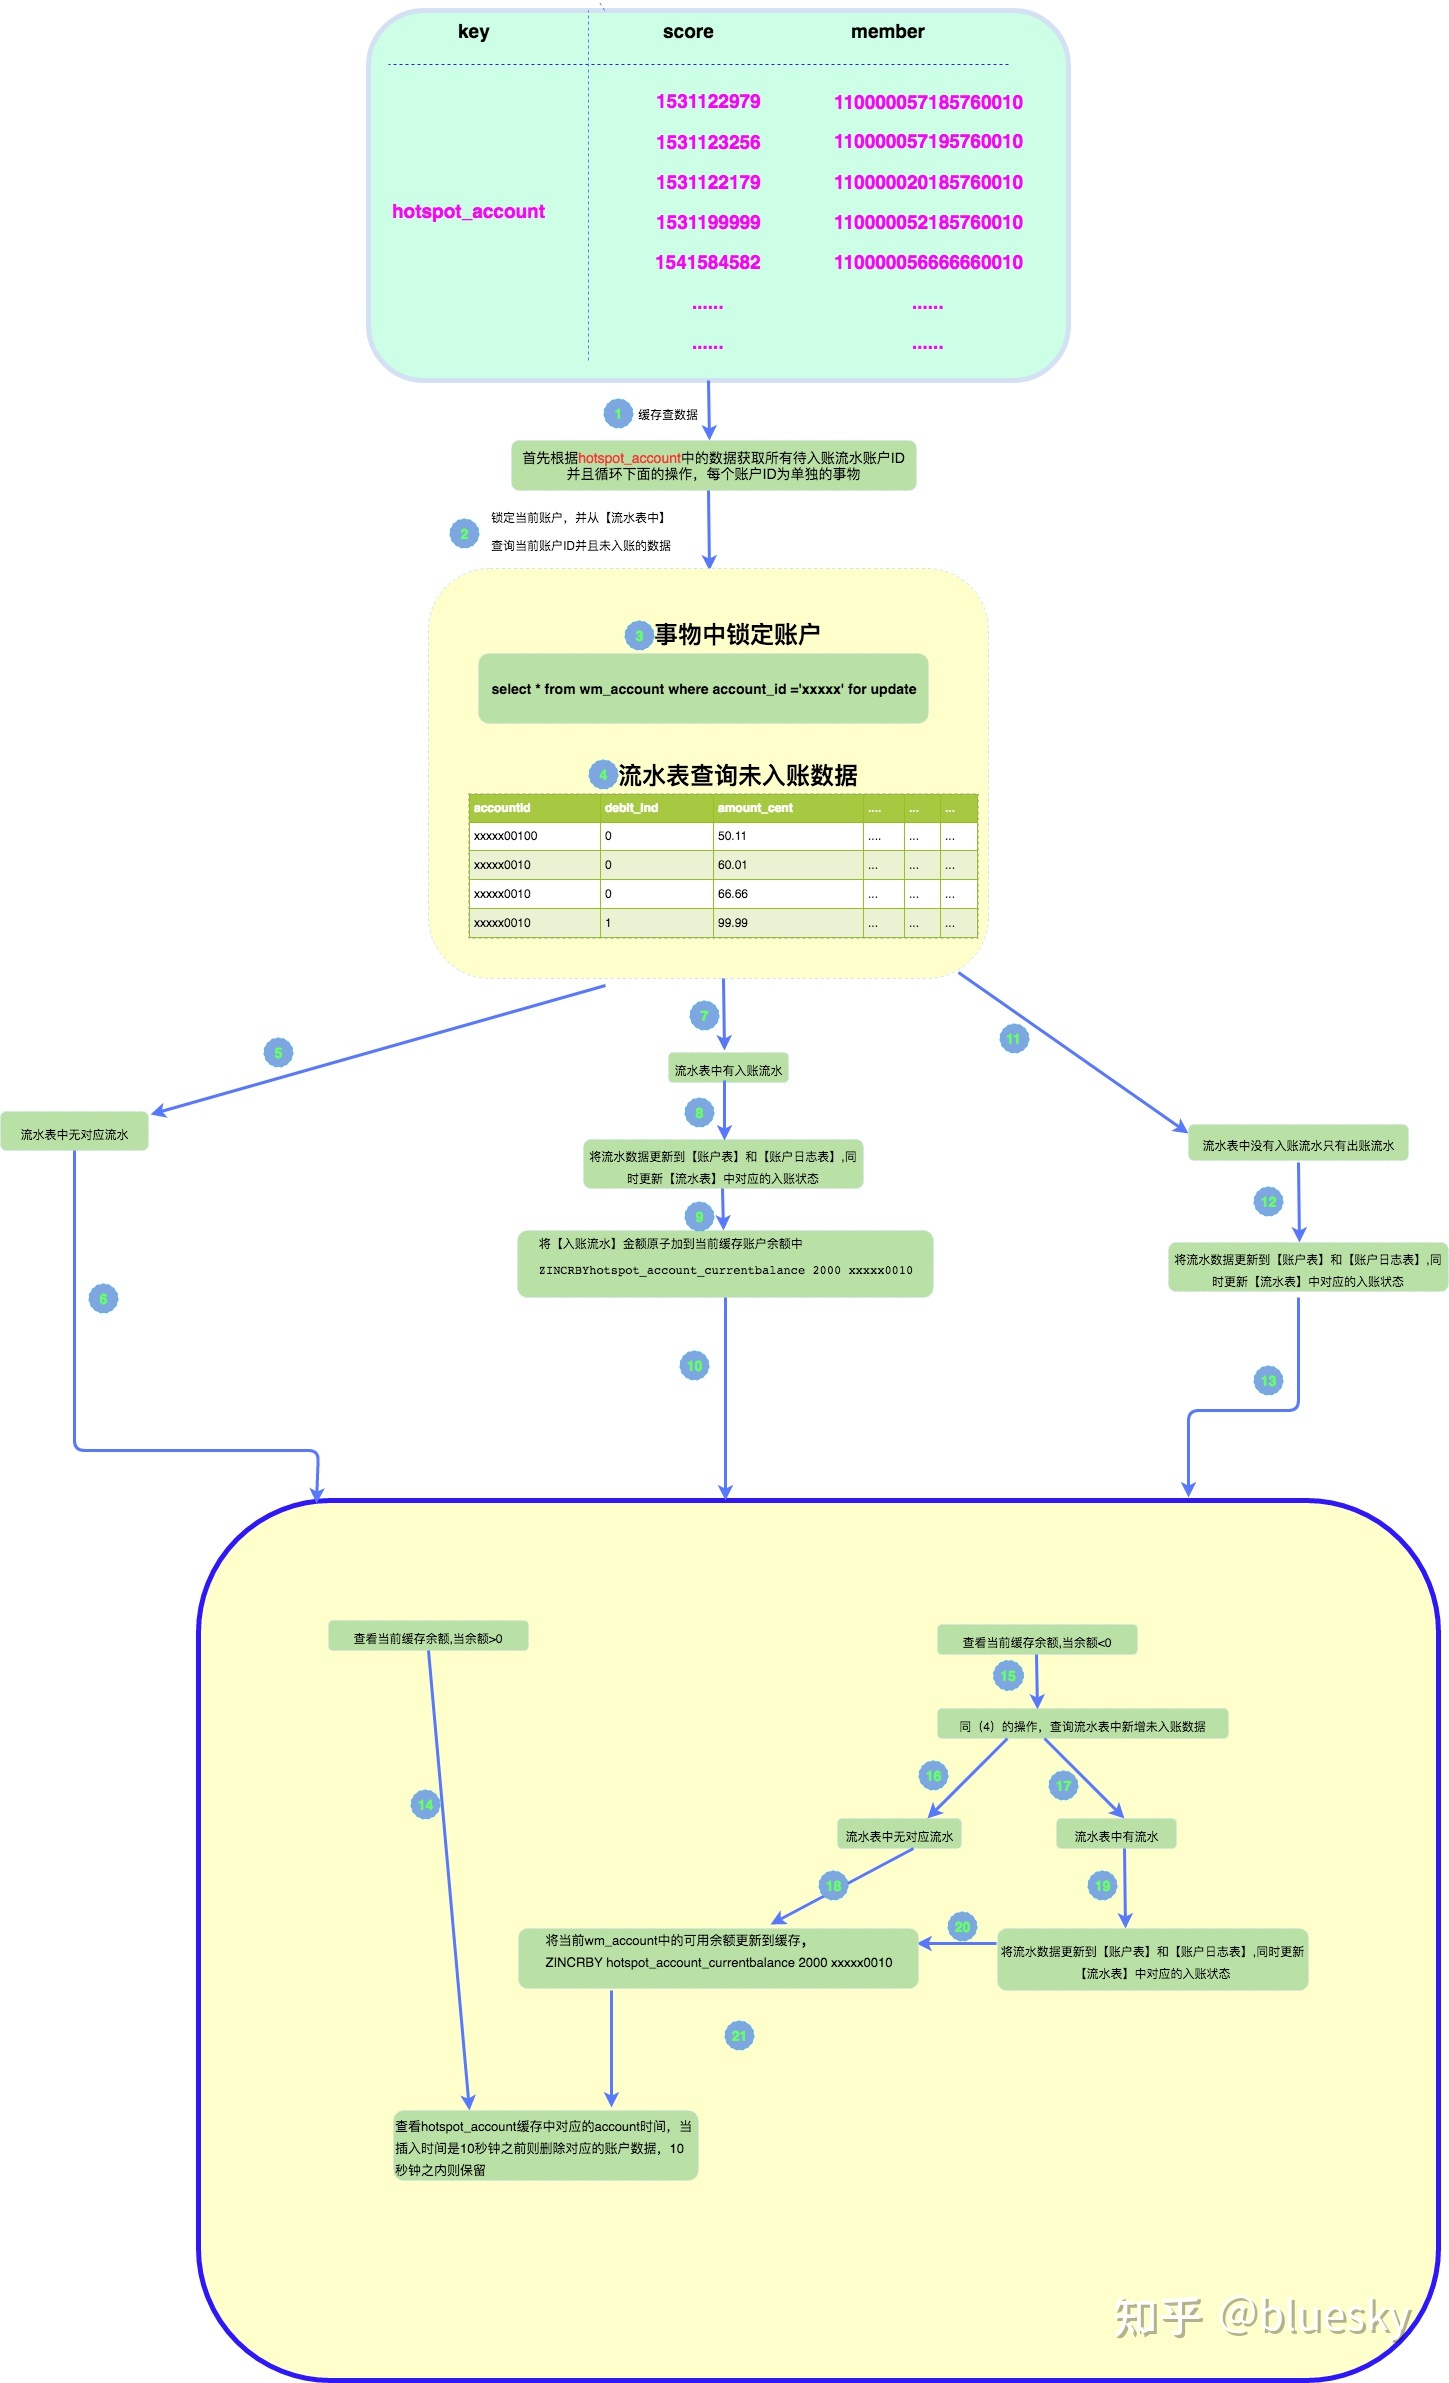 key score member
1531122979 110000057185760010
1531123256 110000057195760010
1531122179 110000020185760010
hotspot_account
1531199999 110000052185760010
1541584582 110000056666660010
...... ......
...... ......
1 缓存查数据
首先根据hotspot_account中的数据获取所有待入账流水账户ID
并且循环下面的操作，每个账户ID为单独的事物
2
锁定当前账户，并从【流水表中】
查询当前账户ID并且未入账的数据
3 事物中锁定账户
select * from wm_account where account_id ='xxxxx' for update
4 流水表查询未入账数据
accountId debit_ind amount_cent .... ... ...
xxxxx00100 0 50.11 .... ... ...
xxxxx0010 0 60.01 ... ... ...
xxxxx0010 0 66.66 ... ... ...
xxxxx0010 1 99.99 ... ... ...
5
7
11
流水表中有入账流水
8
流水表中无对应流水
流水表中没有入账流水只有出账流水
将流水数据更新到【账户表】和【账户日志表】,同
时更新【流水表】中对应的入账状态
12
9
将【入账流水】金额原子加到当前缓存账户余额中
ZINCRBYhotspot_account_currentbalance 2000 xxxxx0010
将流水数据更新到【账户表】和【账户日志表】,同
时更新【流水表】中对应的入账状态
6
10
13
查看当前缓存余额,当余额>0
查看当前缓存余额,当余额<0
15
同（4）的操作，查询流水表中新增未入账数据
16
17
14
流水表中无对应流水
流水表中有流水
18
19
20
将当前wm_account中的可用余额更新到缓存，
ZINCRBY hotspot_account_currentbalance 2000 xxxxx0010
将流水数据更新到【账户表】和【账户日志表】,同时更新
【流水表】中对应的入账状态
21
查看hotspot_account缓存中对应的account时间，当
插入时间是10秒钟之前则删除对应的账户数据，10
秒钟之内则保留
知乎 @bluesky